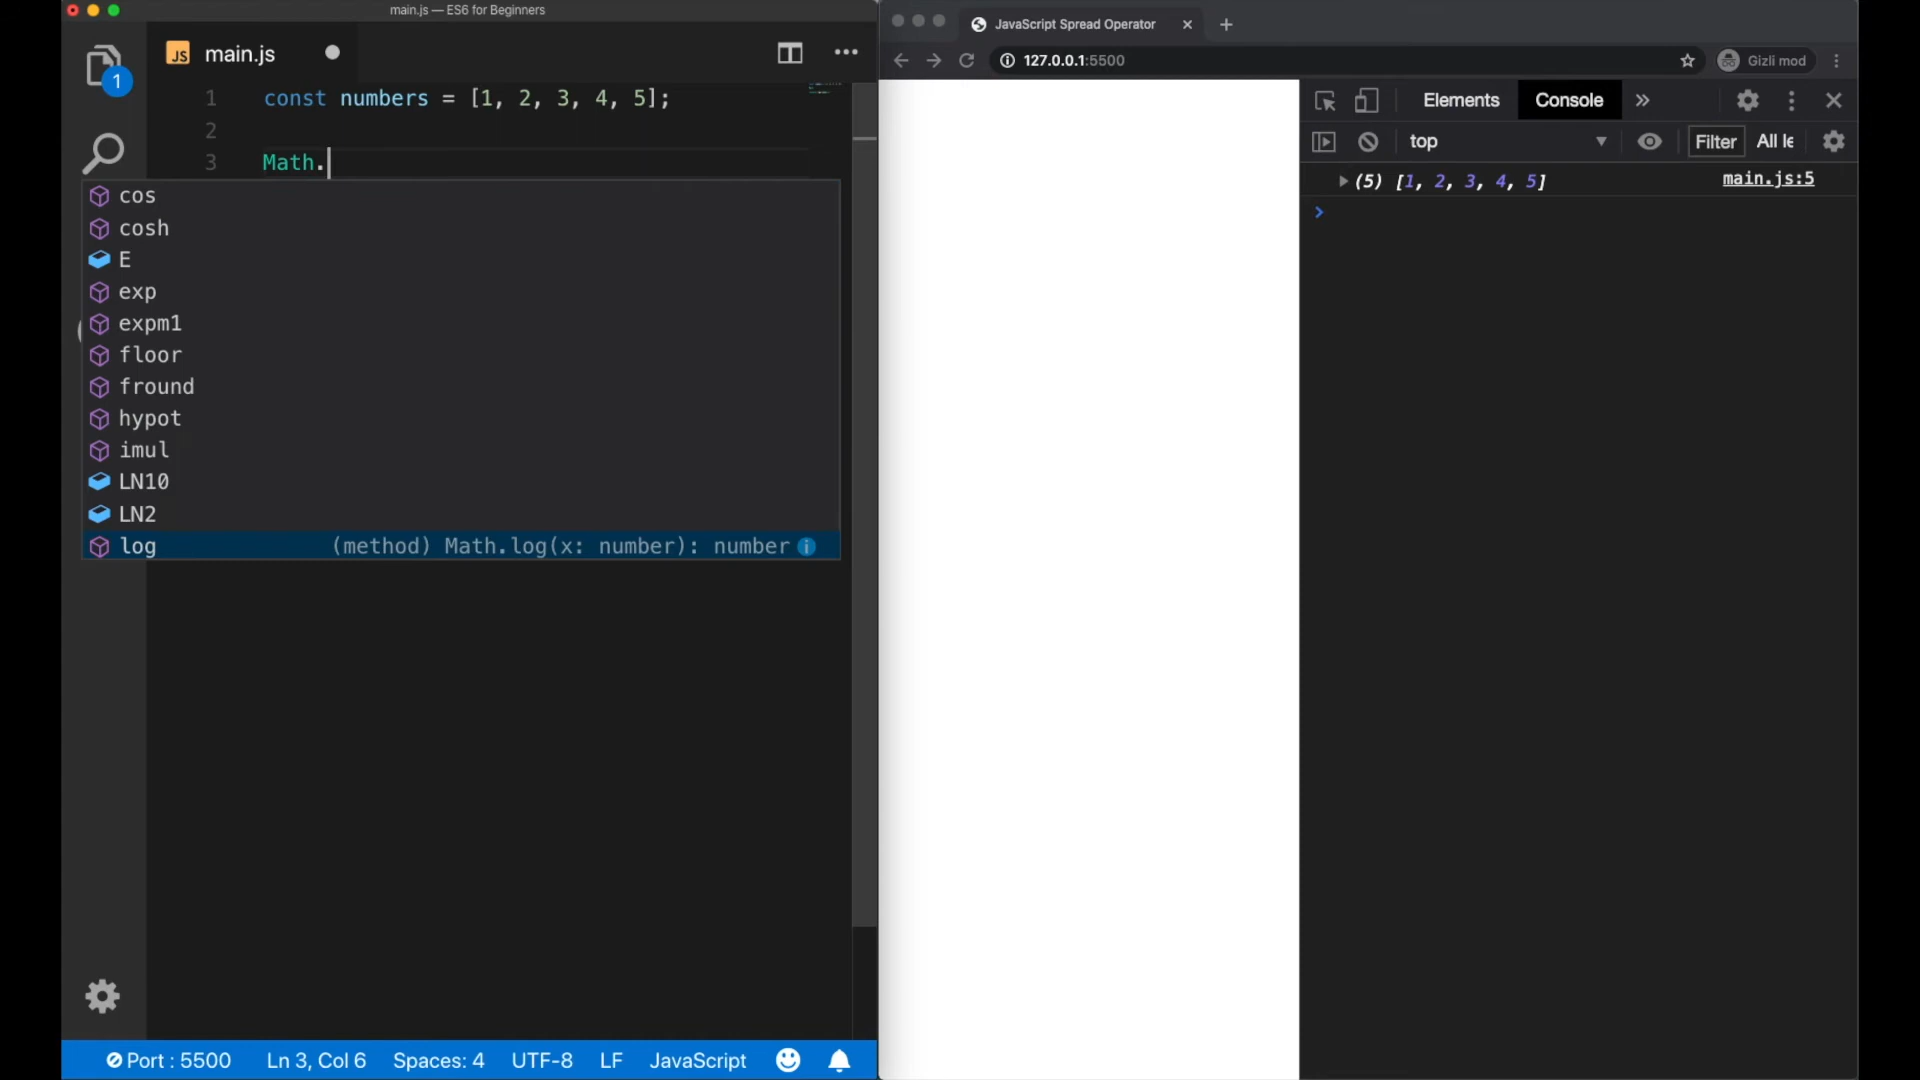 main.js — ES6 for Beginners
JS main.js
1
1 const numbers = [1, 2, 3, 4, 5];
2
3 Math.
cos
cosh
E
exp
expm1
floor
fround
hypot
imul
LN10
LN2
log (method) Math.log(x: number): number
Port : 5500 Ln 3, Col 6 Spaces: 4 UTF-8 LF JavaScript
JavaScript Spread Operator
127.0.0.1:5500 Gizli mod
Elements Console
top Filter All le
(5) [1, 2, 3, 4, 5] main.js:5